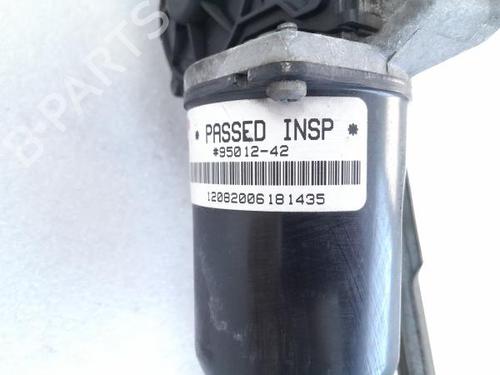 B-PARTS
* PASSED INSP *
*95012-42
12082006181435